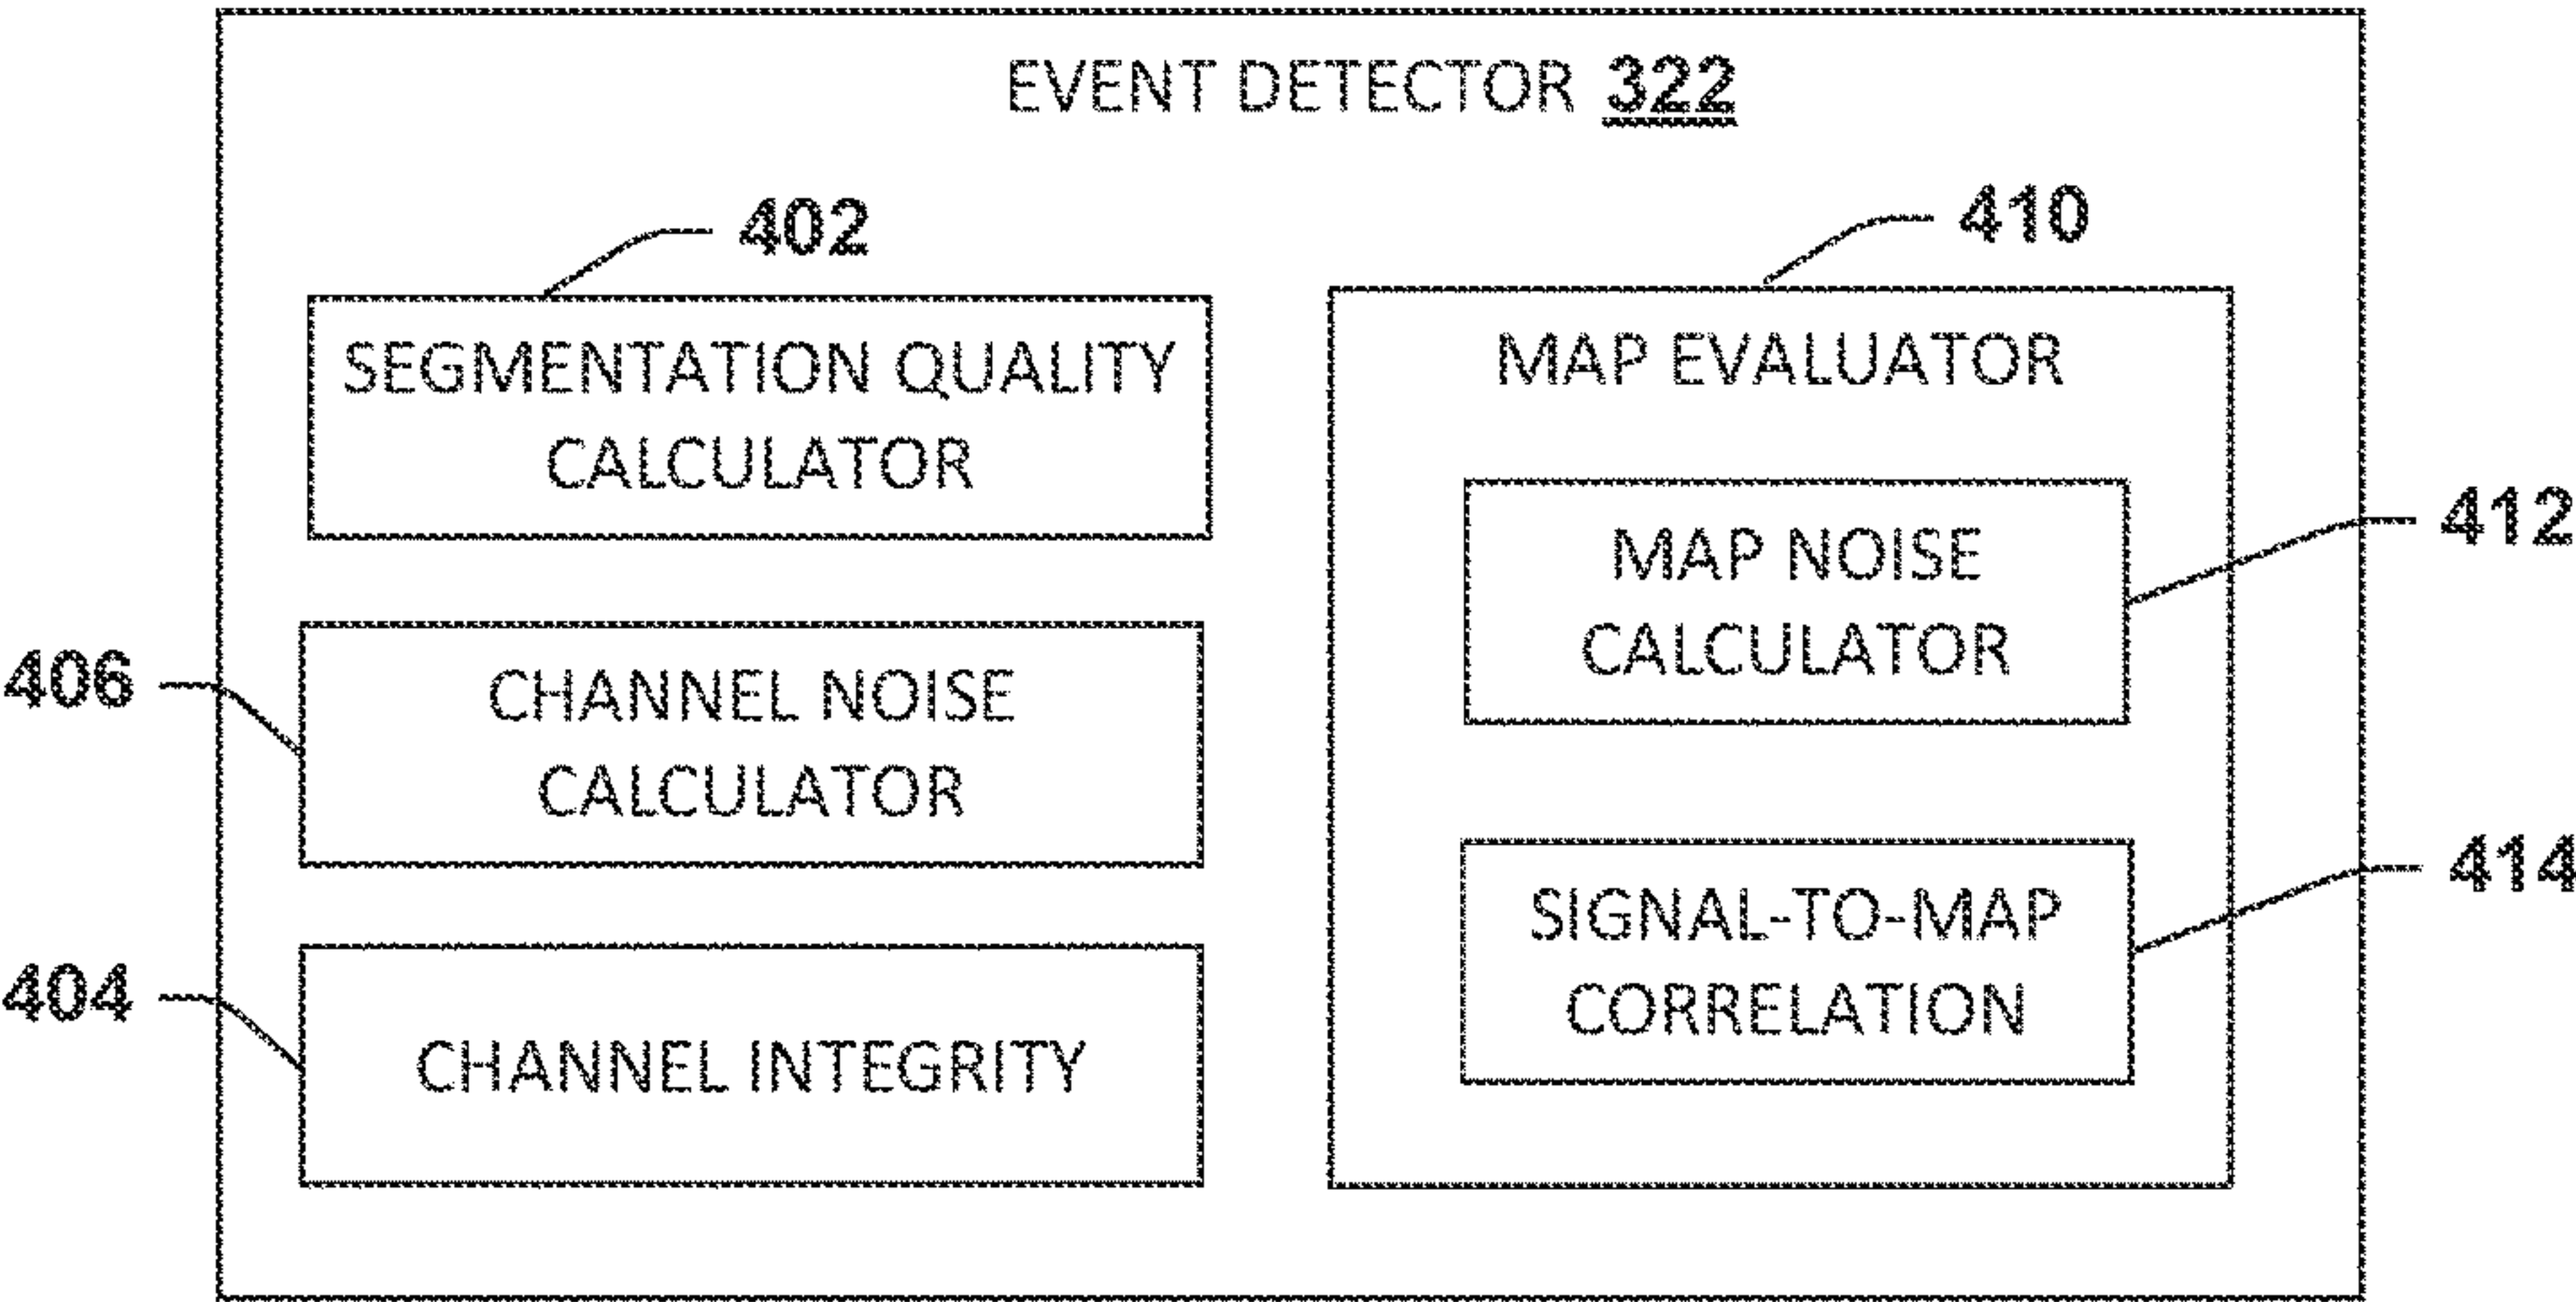 EVENT DETECTOR 322
402
SEGMENTATION QUALITY
CALCULATOR
406
CHANNEL NOISE
CALCULATOR
404
CHANNEL INTEGRITY
410
MAP EVALUATOR
412
MAP NOISE
CALCULATOR
414
SIGNAL-TO-MAP
CORRELATION